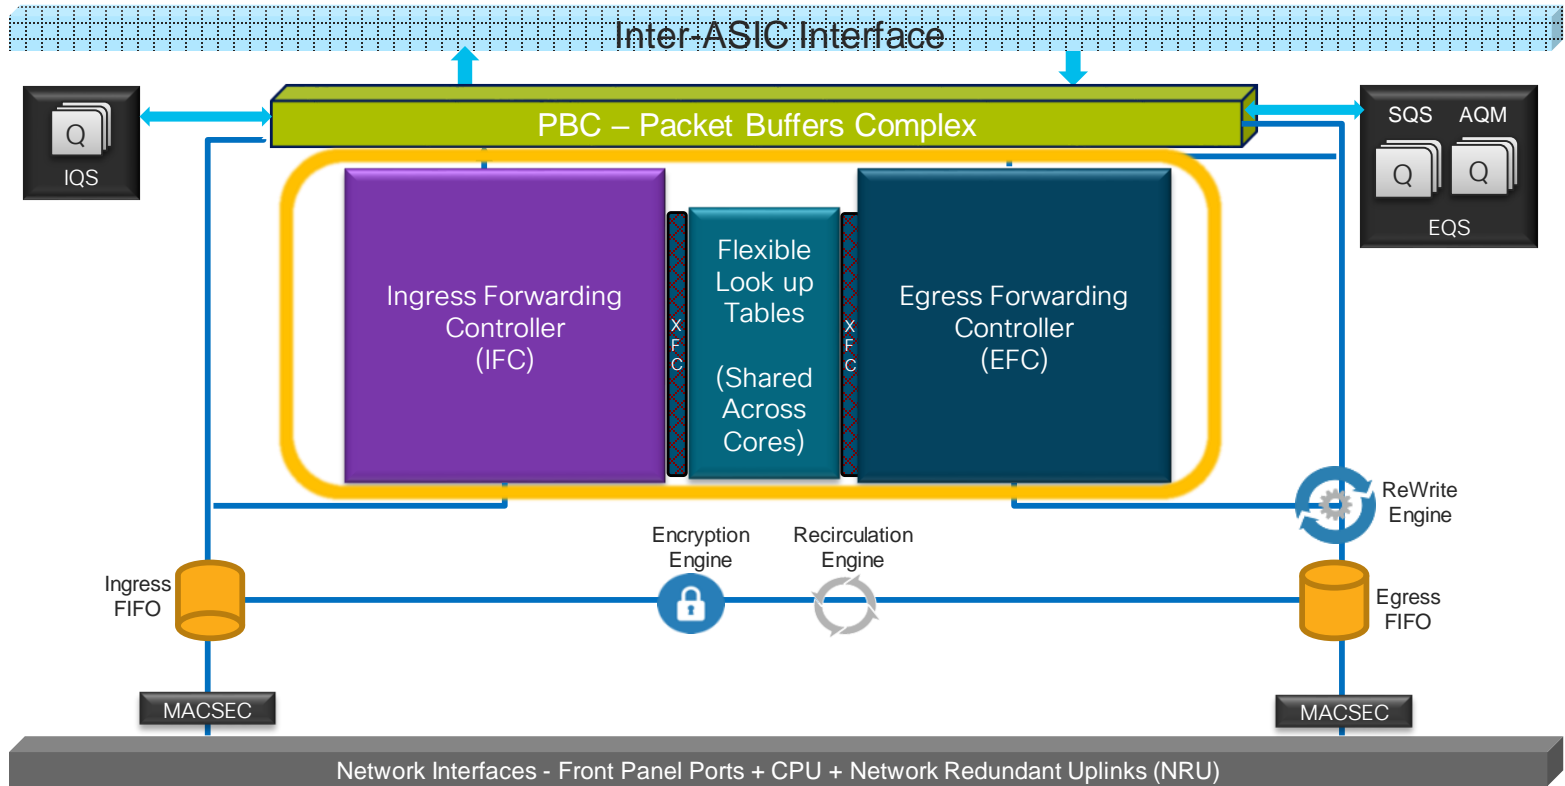 Inter-ASIC Interface
PBC – Packet Buffers Complex
Q
IQS
SQS AQM
Q Q
EQS
Ingress Forwarding
Controller
(IFC)
X
F
C
Flexible
Look up
Tables
(Shared
Across
Cores)
X
F
C
Egress Forwarding
Controller
(EFC)
ReWrite
Engine
Encryption
Engine
Recirculation
Engine
Ingress
FIFO
Egress
FIFO
MACSEC
MACSEC
Network Interfaces - Front Panel Ports + CPU + Network Redundant Uplinks (NRU)